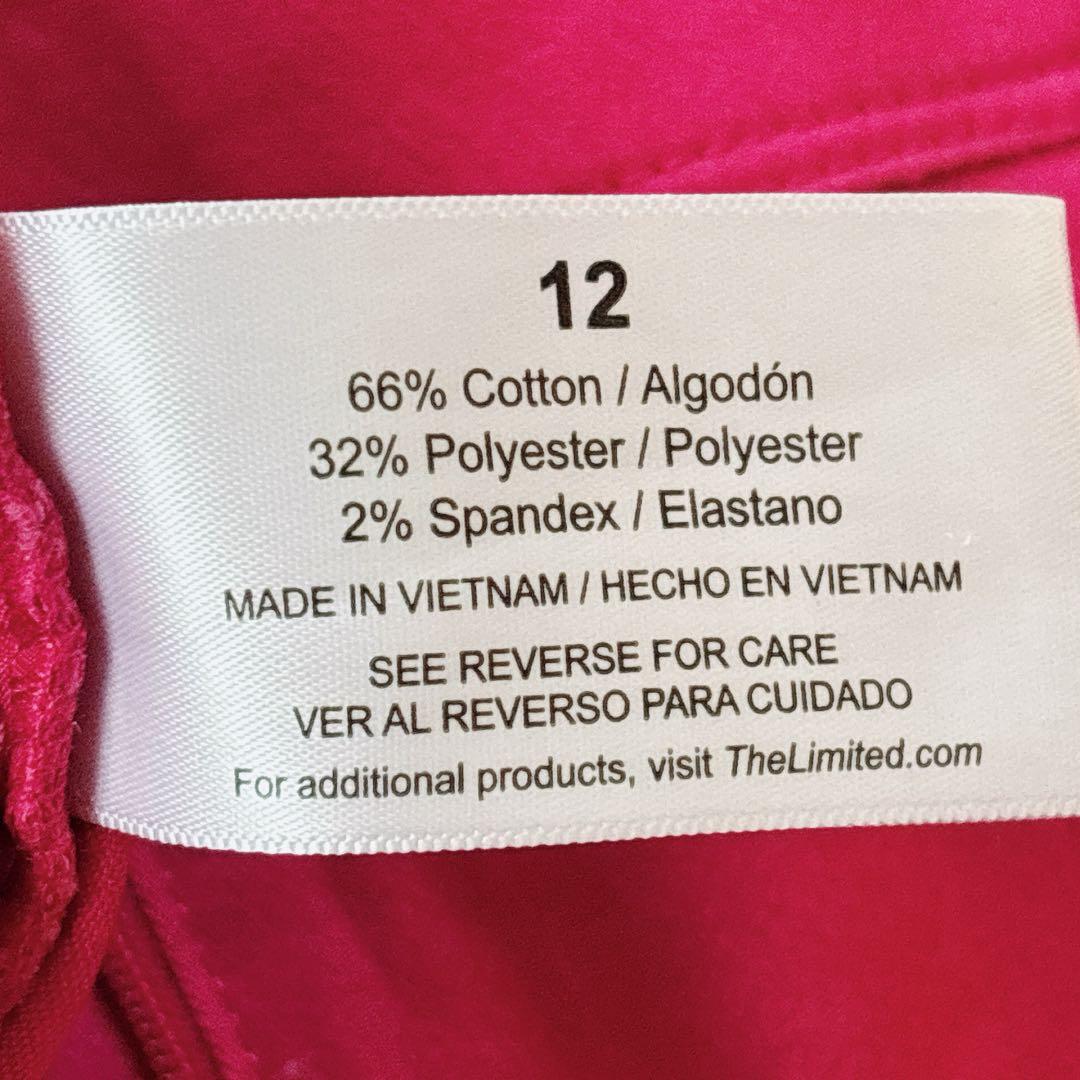 12
66% Cotton / Algodón
32% Polyester / Polyester
2% Spandex / Elastano
MADE IN VIETNAM / HECHO EN VIETNAM
SEE REVERSE FOR CARE
VER AL REVERSO PARA CUIDADO
For additional products, visit TheLimited.com